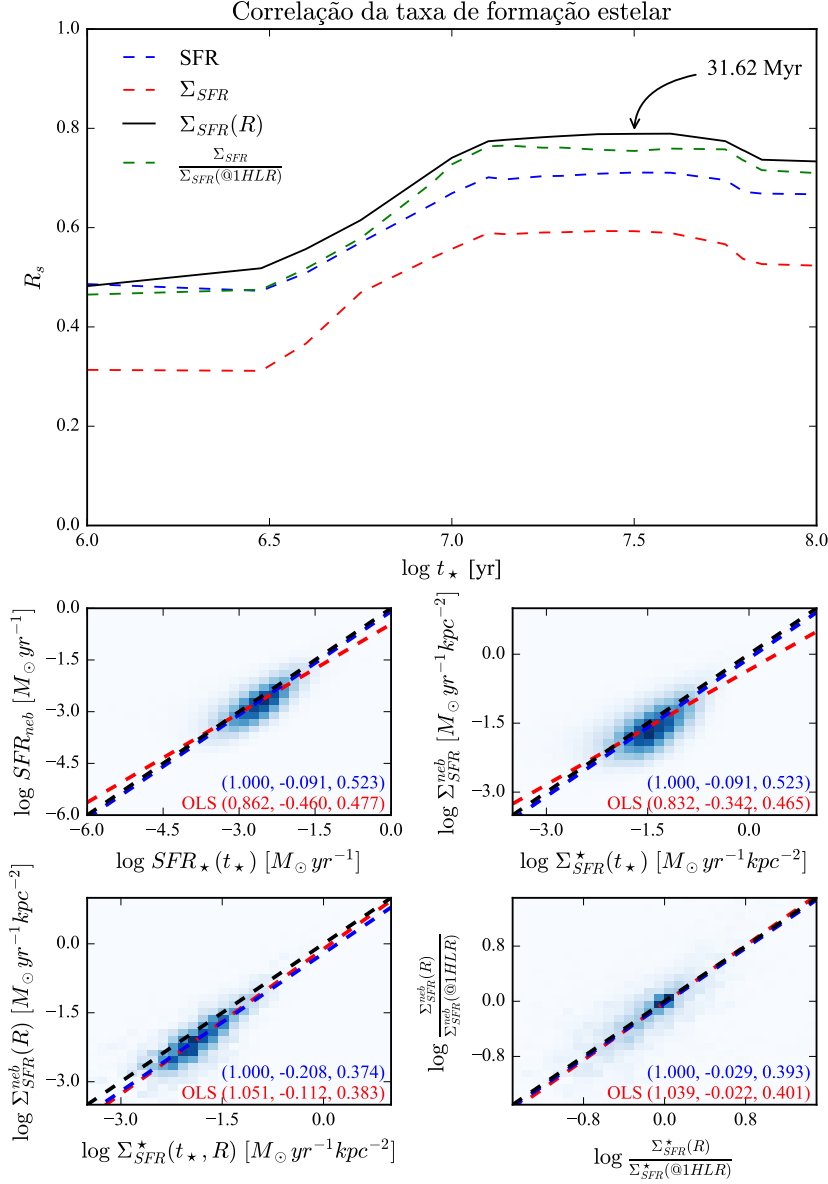 Correlação da taxa de formação estelar
SFR
Σ_SFR
Σ_SFR(R)
Σ_SFR / Σ_SFR(@1HLR)
31.62 Myr
R_s
1.0
0.8
0.6
0.4
0.2
0.0
6.0 6.5 7.0 7.5 8.0
log t_⋆ [yr]
log SFR_neb [M_⊙ yr^−1]
0.0
−1.5
−3.0
−4.5
−6.0
(1.000, -0.091, 0.523)
OLS (0.862, -0.460, 0.477)
−6.0 −4.5 −3.0 −1.5 0.0
log SFR_⋆(t_⋆) [M_⊙ yr^−1]
log Σ^neb_SFR [M_⊙ yr^−1 kpc^−2]
0.0
−1.5
−3.0
(1.000, -0.091, 0.523)
OLS (0.832, -0.342, 0.465)
−3.0 −1.5 0.0
log Σ^⋆_SFR(t_⋆) [M_⊙ yr^−1 kpc^−2]
log Σ^neb_SFR(R) [M_⊙ yr^−1 kpc^−2]
0.0
−1.5
−3.0
(1.000, -0.208, 0.374)
OLS (1.051, -0.112, 0.383)
−3.0 −1.5 0.0
log Σ^⋆_SFR(t_⋆, R) [M_⊙ yr^−1 kpc^−2]
log Σ^neb_SFR(R) / Σ^neb_SFR(@1HLR)
0.8
0.0
−0.8
(1.000, -0.029, 0.393)
OLS (1.039, -0.022, 0.401)
−0.8 0.0 0.8
log Σ^⋆_SFR(R) / Σ^⋆_SFR(@1HLR)